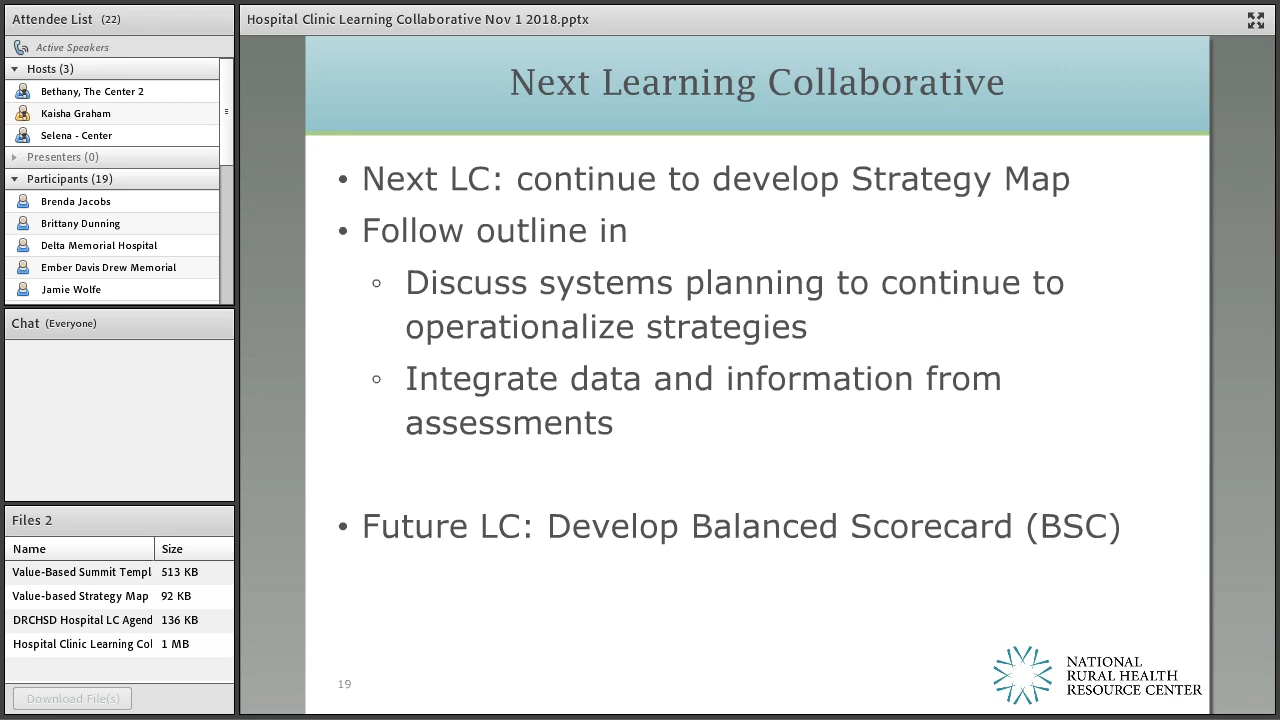 Attendee List (22)
Active Speakers
Hosts (3)
Bethany, The Center 2
Kaisha Graham
Selena - Center
Presenters (0)
Participants (19)
Brenda Jacobs
Brittany Dunning
Delta Memorial Hospital
Ember Davis Drew Memorial
Jamie Wolfe
Chat (Everyone)
Files 2
Name Size
Value-Based Summit Templ 513 KB
Value-based Strategy Map 92 KB
DRCHSD Hospital LC Agend 136 KB
Hospital Clinic Learning Col 1 MB
Download File(s)
Hospital Clinic Learning Collaborative Nov 1 2018.pptx
Next Learning Collaborative
• Next LC: continue to develop Strategy Map
• Follow outline in
◦ Discuss systems planning to continue to
operationalize strategies
◦ Integrate data and information from
assessments
• Future LC: Develop Balanced Scorecard (BSC)
19
NATIONAL
RURAL HEALTH
RESOURCE CENTER